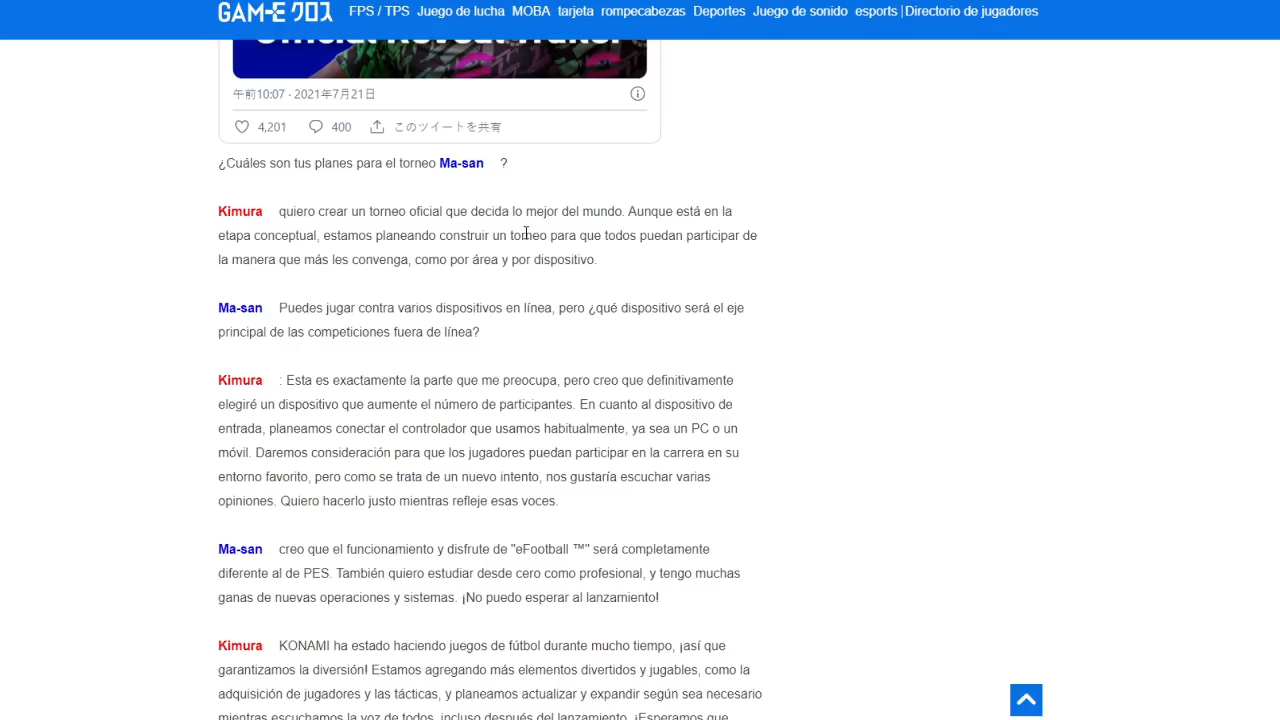 GAM-E クロス FPS / TPS Juego de lucha MOBA tarjeta rompecabezas Deportes Juego de sonido esports | Directorio de jugadores
Official Reveal Trailer
午前10:07 · 2021年7月21日
4,201 400 このツイートを共有
¿Cuáles son tus planes para el torneo Ma-san ?
Kimura quiero crear un torneo oficial que decida lo mejor del mundo. Aunque está en la
etapa conceptual, estamos planeando construir un torneo para que todos puedan participar de
la manera que más les convenga, como por área y por dispositivo.
Ma-san Puedes jugar contra varios dispositivos en línea, pero ¿qué dispositivo será el eje
principal de las competiciones fuera de línea?
Kimura : Esta es exactamente la parte que me preocupa, pero creo que definitivamente
elegiré un dispositivo que aumente el número de participantes. En cuanto al dispositivo de
entrada, planeamos conectar el controlador que usamos habitualmente, ya sea un PC o un
móvil. Daremos consideración para que los jugadores puedan participar en la carrera en su
entorno favorito, pero como se trata de un nuevo intento, nos gustaría escuchar varias
opiniones. Quiero hacerlo justo mientras refleje esas voces.
Ma-san creo que el funcionamiento y disfrute de "eFootball ™" será completamente
diferente al de PES. También quiero estudiar desde cero como profesional, y tengo muchas
ganas de nuevas operaciones y sistemas. ¡No puedo esperar al lanzamiento!
Kimura KONAMI ha estado haciendo juegos de fútbol durante mucho tiempo, ¡así que
garantizamos la diversión! Estamos agregando más elementos divertidos y jugables, como la
adquisición de jugadores y las tácticas, y planeamos actualizar y expandir según sea necesario
mientras escuchamos la voz de todos, incluso después del lanzamiento. ¡Esperamos que